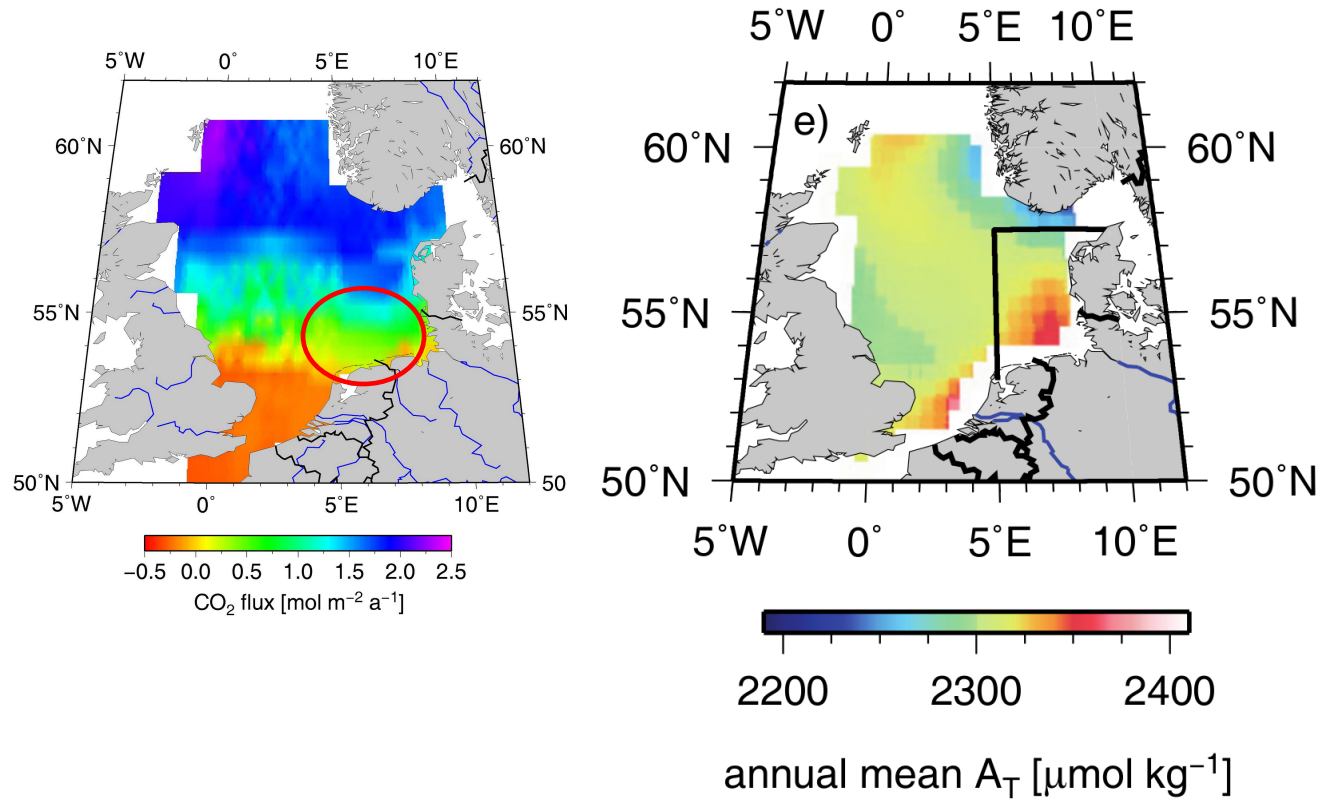 5˚W 0˚ 5˚E 10˚E
60˚N 60˚N
55˚N 55˚N
50˚N 50
5˚W 0˚ 5˚E 10˚E
−0.5 0.0 0.5 1.0 1.5 2.0 2.5
CO₂ flux [mol m⁻² a⁻¹]
5˚W 0˚ 5˚E 10˚E
e)
60˚N 60˚N
55˚N 55˚N
50˚N 50˚N
5˚W 0˚ 5˚E 10˚E
2200 2300 2400
annual mean A_T [μmol kg⁻¹]